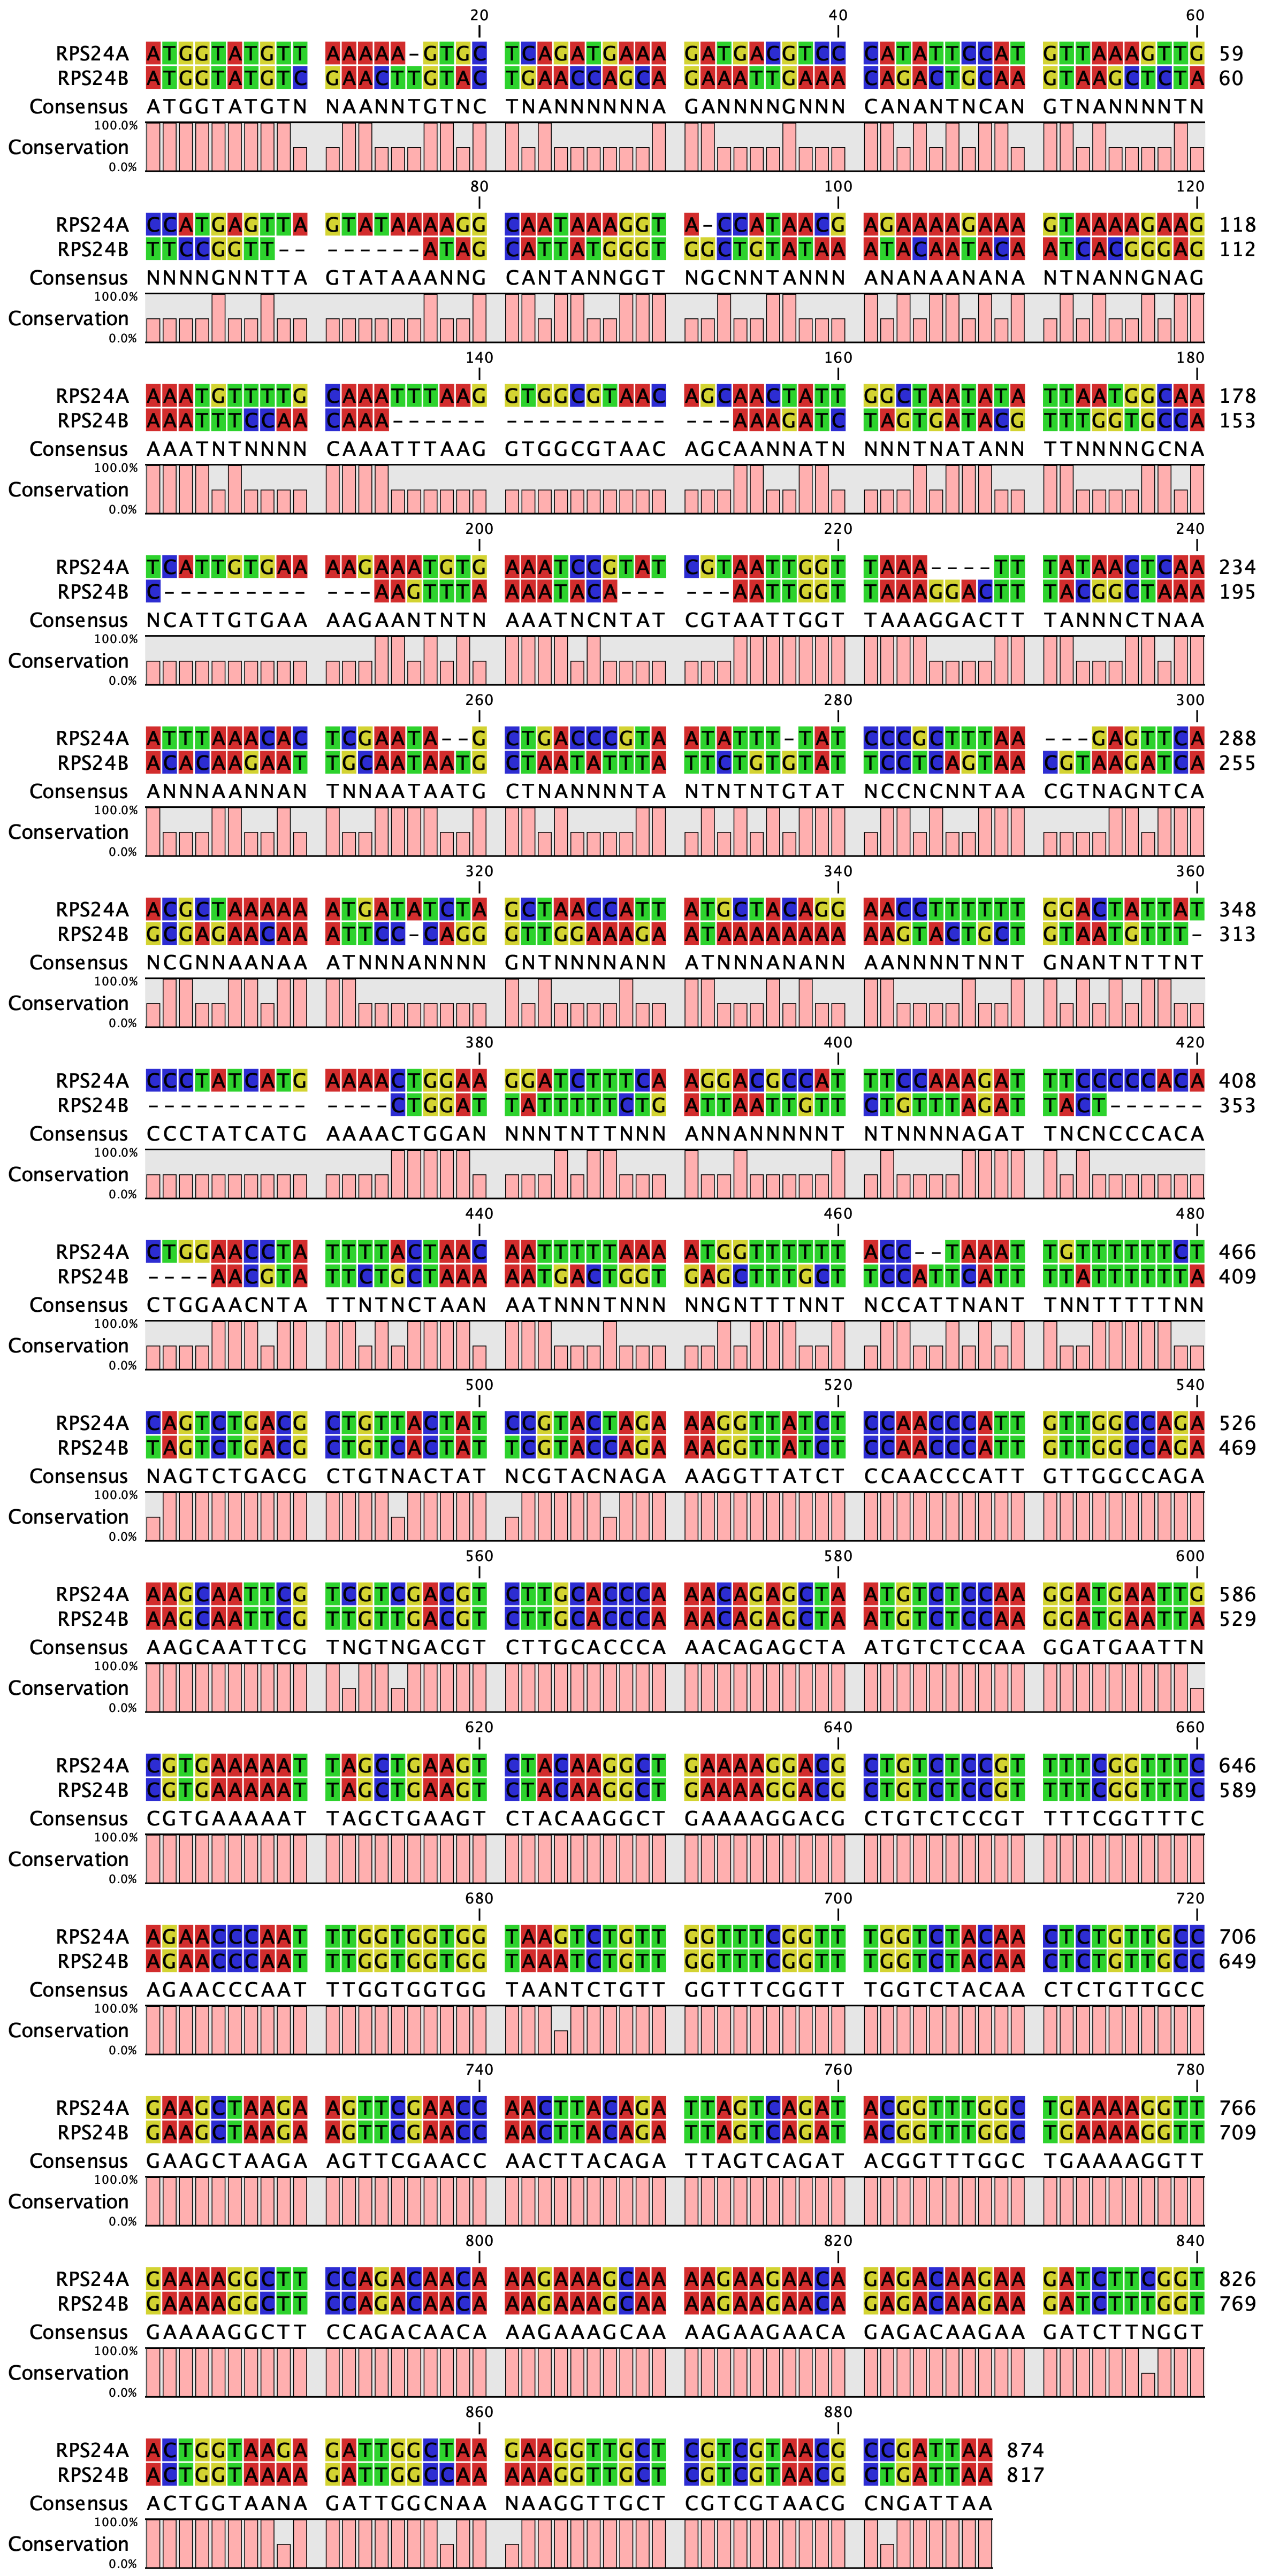 20 40 60
RPS24A ATGGTATGTT AAAAA-GTGC TCAGATGAAA GATGACGTCC CATATTCCAT GTTAAAGTTG 59
RPS24B ATGGTATGTC GAACTTGTAC TGAACCAGCA GAAATTGAAA CAGACTGCAA GTAAGCTCTA 60
Consensus ATGGTATGTN NAANNTGTNC TNANNNNNNA GANNNNGNNN CANANTNCAN GTNANNNNTN
100.0%
Conservation
0.0%
80 100 120
RPS24A CCATGAGTTA GTATAAAAGG CAATAAAGGT A-CCATAACG AGAAAAGAAA GTAAAAGAAG 118
RPS24B TTCCGGTT-- ------ATAG CATTATGGGT GGCTGTATAA ATACAATACA ATCACGGGAG 112
Consensus NNNNGNNTTA GTATAAANNG CANTANNGGT NGCNNTANNN ANANAANANA NTNANNGNAG
100.0%
Conservation
0.0%
140 160 180
RPS24A AAATGTTTTG CAAATTTAAG GTGGCGTAAC AGCAACTATT GGCTAATATA TTAATGGCAA 178
RPS24B AAATTTCCAA CAAA------ ---------- ---AAAGATC TAGTGATACG TTTGGTGCCA 153
Consensus AAATNTNNNN CAAATTTAAG GTGGCGTAAC AGCAANNATN NNNTNATANN TTNNNNGCNA
100.0%
Conservation
0.0%
200 220 240
RPS24A TCATTGTGAA AAGAAATGTG AAATCCGTAT CGTAATTGGT TAAA----TT TATAACTCAA 234
RPS24B C--------- ---AAGTTTA AAATACA--- ---AATTGGT TAAAGGACTT TACGGCTAAA 195
Consensus NCATTGTGAA AAGAANTNTN AAATNCNTAT CGTAATTGGT TAAAGGACTT TANNNCTNAA
100.0%
Conservation
0.0%
260 280 300
RPS24A ATTTAAACAC TCGAATA--G CTGACCCGTA ATATTT-TAT CCCGCTTTAA ---GAGTTCA 288
RPS24B ACACAAGAAT TGCAATAATG CTAATATTTA TTCTGTGTAT TCCTCAGTAA CGTAAGATCA 255
Consensus ANNNAANNAN TNNAATAATG CTNANNNNTA NTNTNTGTAT NCCNCNNTAA CGTNAGNTCA
100.0%
Conservation
0.0%
320 340 360
RPS24A ACGCTAAAAA ATGATATCTA GCTAACCATT ATGCTACAGG AACCTTTTTT GGACTATTAT 348
RPS24B GCGAGAACAA ATTCC-CAGG GTTGGAAAGA ATAAAAAAAA AAGTACTGCT GTAATGTTT- 313
Consensus NCGNNAANAA ATNNNANNNN GNTNNNNANN ATNNNANANN AANNNNTNNT GNANTNTTNT
100.0%
Conservation
0.0%
380 400 420
RPS24A CCCTATCATG AAAACTGGAA GGATCTTTCA AGGACGCCAT TTCCAAAGAT TTCCCCCACA 408
RPS24B ---------- ----CTGGAT TATTTTTCTG ATTAATTGTT CTGTTTAGAT TACT------ 353
Consensus CCCTATCATG AAAACTGGAN NNNTNTTNNN ANNANNNNNT NTNNNNAGAT TNCNCCCACA
100.0%
Conservation
0.0%
440 460 480
RPS24A CTGGAACCTA TTTTACTAAC AATTTTTAAA ATGGTTTTTT ACC--TAAAT TGTTTTTTCT 466
RPS24B ----AACGTA TTCTGCTAAA AATGACTGGT GAGCTTTGCT TCCATTCATT TTATTTTTTA 409
Consensus CTGGAACNTA TTNTNCTAAN AATNNNTNNN NNGNTTTNNT NCCATTNANT TNNTTTTTNN
100.0%
Conservation
0.0%
500 520 540
RPS24A CAGTCTGACG CTGTTACTAT CCGTACTAGA AAGGTTATCT CCAACCCATT GTTGGCCAGA 526
RPS24B TAGTCTGACG CTGTCACTAT TCGTACCAGA AAGGTTATCT CCAACCCATT GTTGGCCAGA 469
Consensus NAGTCTGACG CTGTNACTAT NCGTACNAGA AAGGTTATCT CCAACCCATT GTTGGCCAGA
100.0%
Conservation
0.0%
560 580 600
RPS24A AAGCAATTCG TCGTCGACGT CTTGCACCCA AACAGAGCTA ATGTCTCCAA GGATGAATTG 586
RPS24B AAGCAATTCG TTGTTGACGT CTTGCACCCA AACAGAGCTA ATGTCTCCAA GGATGAATTA 529
Consensus AAGCAATTCG TNGTNGACGT CTTGCACCCA AACAGAGCTA ATGTCTCCAA GGATGAATTN
100.0%
Conservation
0.0%
620 640 660
RPS24A CGTGAAAAAT TAGCTGAAGT CTACAAGGCT GAAAAGGACG CTGTCTCCGT TTTCGGTTTC 646
RPS24B CGTGAAAAAT TAGCTGAAGT CTACAAGGCT GAAAAGGACG CTGTCTCCGT TTTCGGTTTC 589
Consensus CGTGAAAAAT TAGCTGAAGT CTACAAGGCT GAAAAGGACG CTGTCTCCGT TTTCGGTTTC
100.0%
Conservation
0.0%
680 700 720
RPS24A AGAACCCAAT TTGGTGGTGG TAAGTCTGTT GGTTTCGGTT TGGTCTACAA CTCTGTTGCC 706
RPS24B AGAACCCAAT TTGGTGGTGG TAAATCTGTT GGTTTCGGTT TGGTCTACAA CTCTGTTGCC 649
Consensus AGAACCCAAT TTGGTGGTGG TAANTCTGTT GGTTTCGGTT TGGTCTACAA CTCTGTTGCC
100.0%
Conservation
0.0%
740 760 780
RPS24A GAAGCTAAGA AGTTCGAACC AACTTACAGA TTAGTCAGAT ACGGTTTGGC TGAAAAGGTT 766
RPS24B GAAGCTAAGA AGTTCGAACC AACTTACAGA TTAGTCAGAT ACGGTTTGGC TGAAAAGGTT 709
Consensus GAAGCTAAGA AGTTCGAACC AACTTACAGA TTAGTCAGAT ACGGTTTGGC TGAAAAGGTT
100.0%
Conservation
0.0%
800 820 840
RPS24A GAAAAGGCTT CCAGACAACA AAGAAAGCAA AAGAAGAACA GAGACAAGAA GATCTTCGGT 826
RPS24B GAAAAGGCTT CCAGACAACA AAGAAAGCAA AAGAAGAACA GAGACAAGAA GATCTTTGGT 769
Consensus GAAAAGGCTT CCAGACAACA AAGAAAGCAA AAGAAGAACA GAGACAAGAA GATCTTNGGT
100.0%
Conservation
0.0%
860 880
RPS24A ACTGGTAAGA GATTGGCTAA GAAGGTTGCT CGTCGTAACG CCGATTAA 874
RPS24B ACTGGTAAAA GATTGGCCAA AAAGGTTGCT CGTCGTAACG CTGATTAA 817
Consensus ACTGGTAANA GATTGGCNAA NAAGGTTGCT CGTCGTAACG CNGATTAA
100.0%
Conservation
0.0%